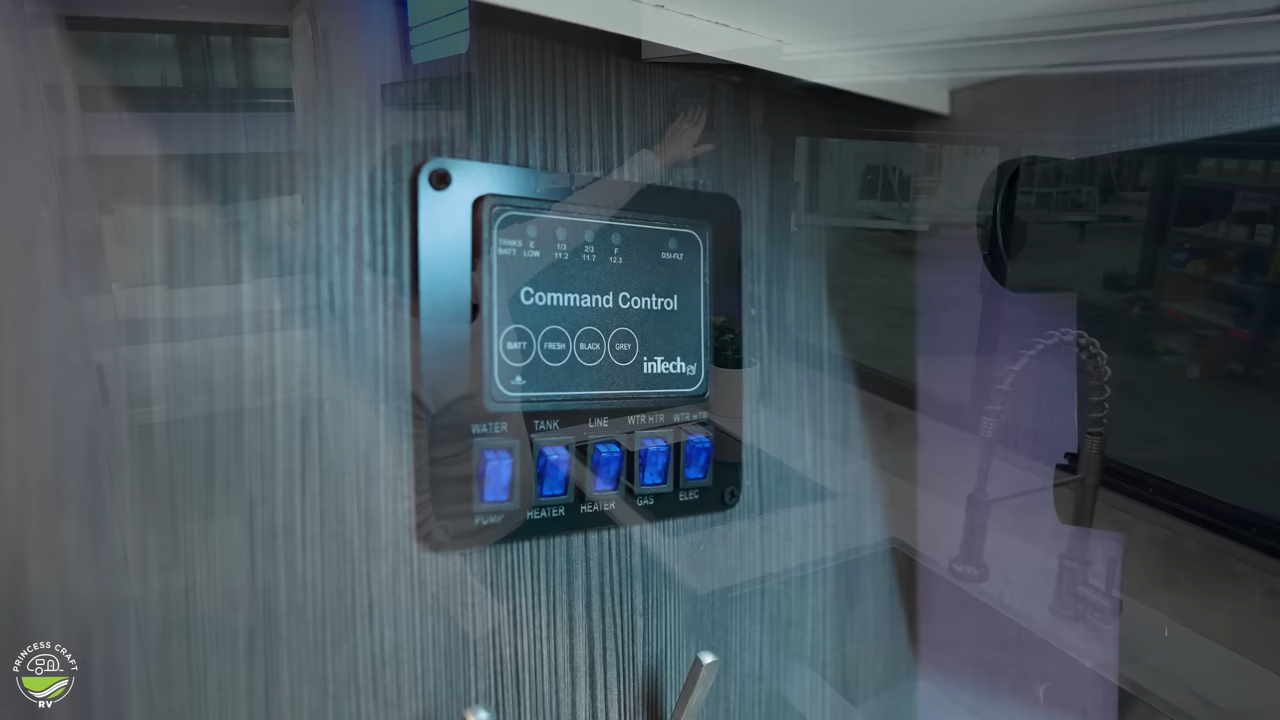 TANKS E 1/3 2/3 F
BATT LOW 11.2 11.7 12.3 DSI-FLT
Command Control
BATT FRESH BLACK GREY
inTech RV
WATER TANK LINE WTR HTR WTR HTR
PUMP HEATER HEATER GAS ELEC
PRINCESS CRAFT
RV